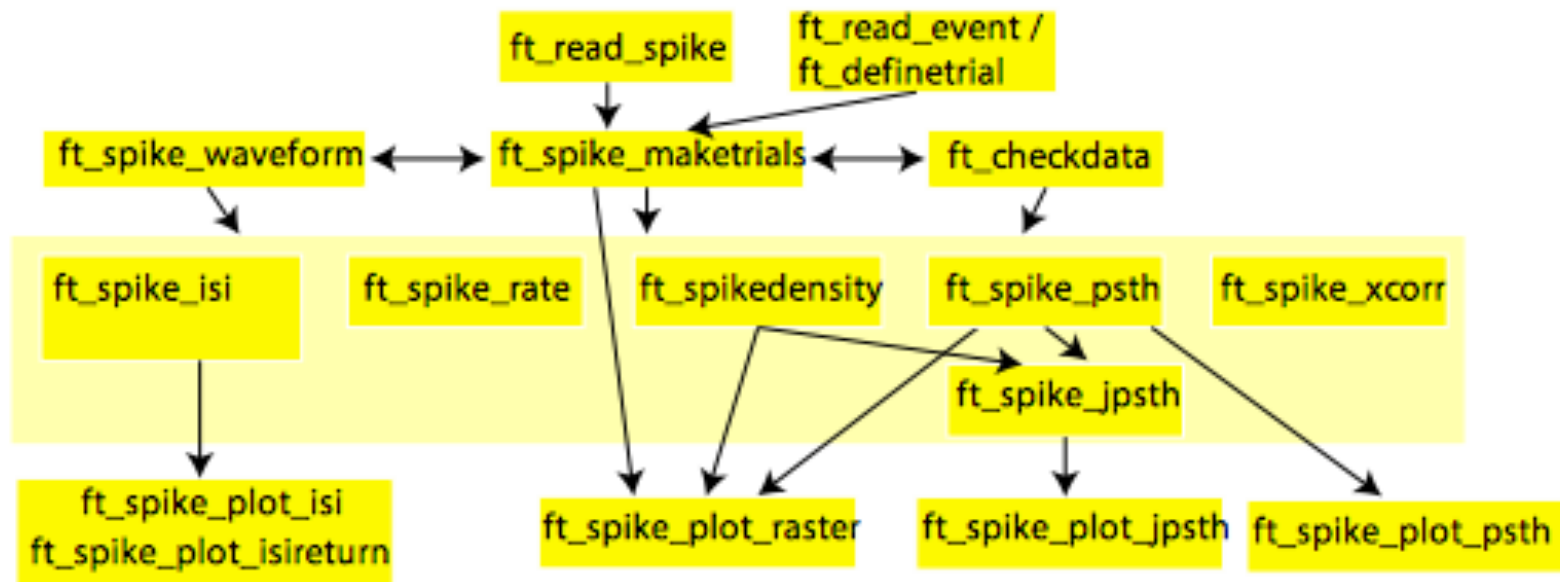 ft_read_spike
ft_read_event /
ft_definetrial
ft_spike_waveform
ft_spike_maketrials
ft_checkdata
ft_spike_isi
ft_spike_rate
ft_spikedensity
ft_spike_psth
ft_spike_xcorr
ft_spike_jpsth
ft_spike_plot_isi
ft_spike_plot_isireturn
ft_spike_plot_raster
ft_spike_plot_jpsth
ft_spike_plot_psth